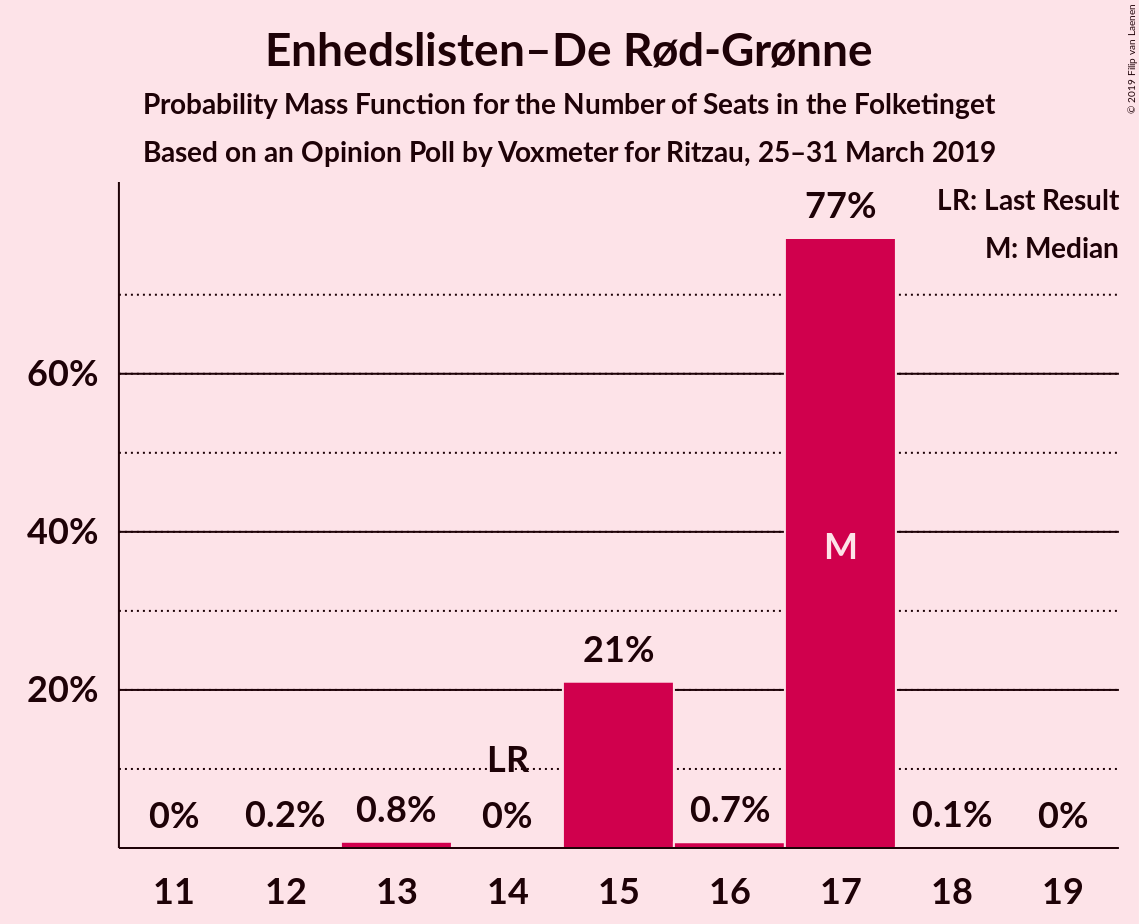 Enhedslisten–De Rød-Grønne
Probability Mass Function for the Number of Seats in the Folketinget
Based on an Opinion Poll by Voxmeter for Ritzau, 25–31 March 2019
© 2019 Filip van Laenen
LR: Last Result
M: Median
77%
60%
40%
M
21%
20%
LR
0% 0.2% 0.8% 0% 0.7% 0.1% 0%
11 12 13 14 15 16 17 18 19